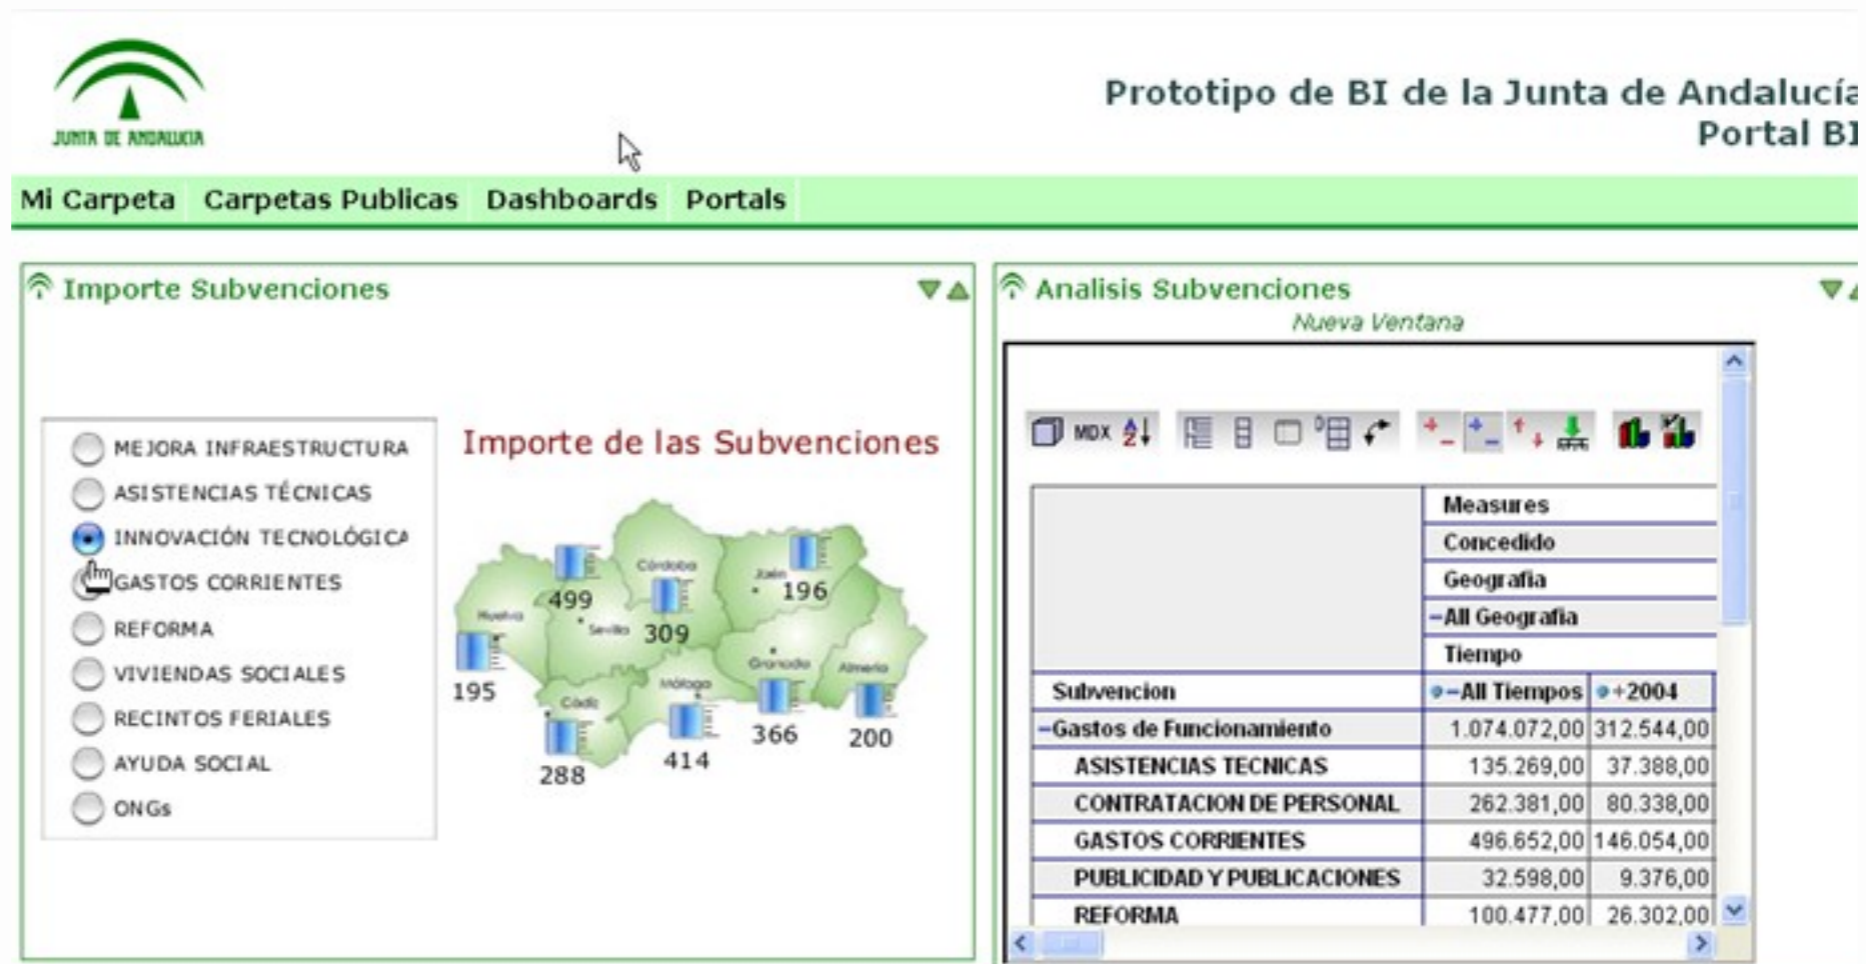 JUNTA DE ANDALUCIA
Prototipo de BI de la Junta de Andalucía
Portal BI
Mi Carpeta Carpetas Publicas Dashboards Portals
Importe Subvenciones
MEJORA INFRAESTRUCTURA
ASISTENCIAS TÉCNICAS
INNOVACIÓN TECNOLÓGICA
GASTOS CORRIENTES
REFORMA
VIVIENDAS SOCIALES
RECINTOS FERIALES
AYUDA SOCIAL
ONGs
Importe de las Subvenciones
Córdoba
Jaén
196
499
Huelva
Sevilla
309
Granada
Almería
195
Málaga
Cádiz
366
200
414
288
Analisis Subvenciones
Nueva Ventana
MDX
Measures
Concedido
Geografia
–All Geografia
Tiempo
Subvencion –All Tiempos +2004
–Gastos de Funcionamiento 1.074.072,00 312.544,00
ASISTENCIAS TECNICAS 135.269,00 37.388,00
CONTRATACION DE PERSONAL 262.381,00 80.338,00
GASTOS CORRIENTES 496.652,00 146.054,00
PUBLICIDAD Y PUBLICACIONES 32.598,00 9.376,00
REFORMA 100.477,00 26.302,00